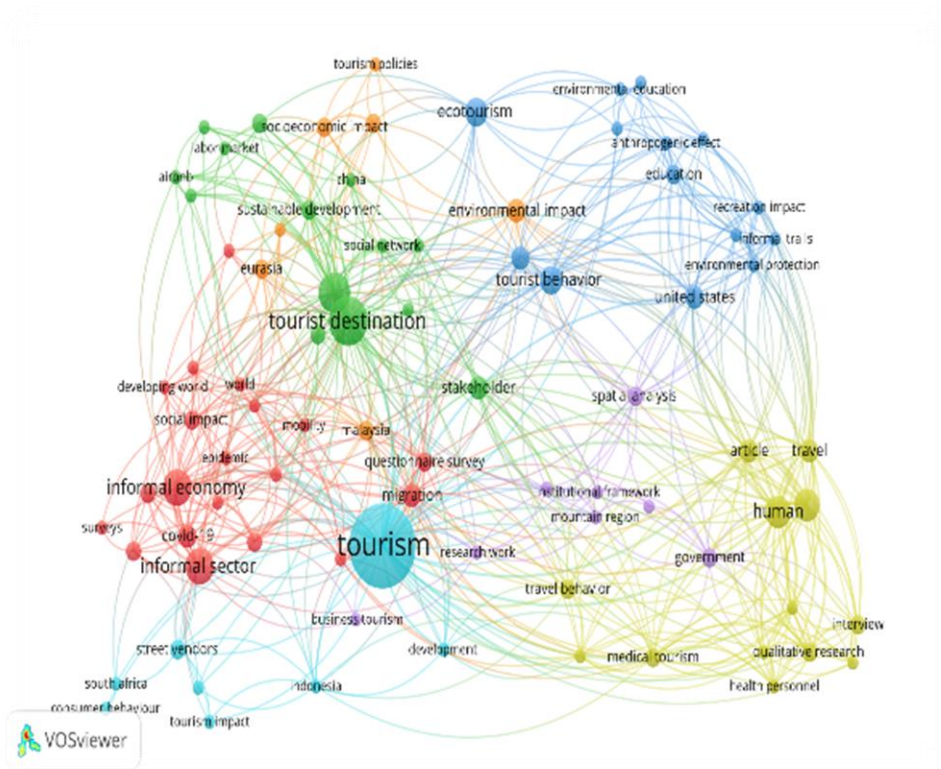 tourism policies
environmental education
ecotourism
socioeconomic impact
labor market
anthropogenic effect
airbnb
china
education
sustainable development
environmental impact
recreation impact
social network
informal trails
eurasia
tourist behavior
environmental protection
united states
tourist destination
developing world
world
stakeholder
spatial analysis
social impact
mobility
malaysia
article
travel
epidemic
questionnaire survey
informal economy
migration
institutional framework
human
mountain region
surveys
covid-19
tourism
research work
government
informal sector
travel behavior
business tourism
interview
street vendors
development
medical tourism
qualitative research
south africa
indonesia
health personnel
consumer behaviour
tourism impact
VOSviewer